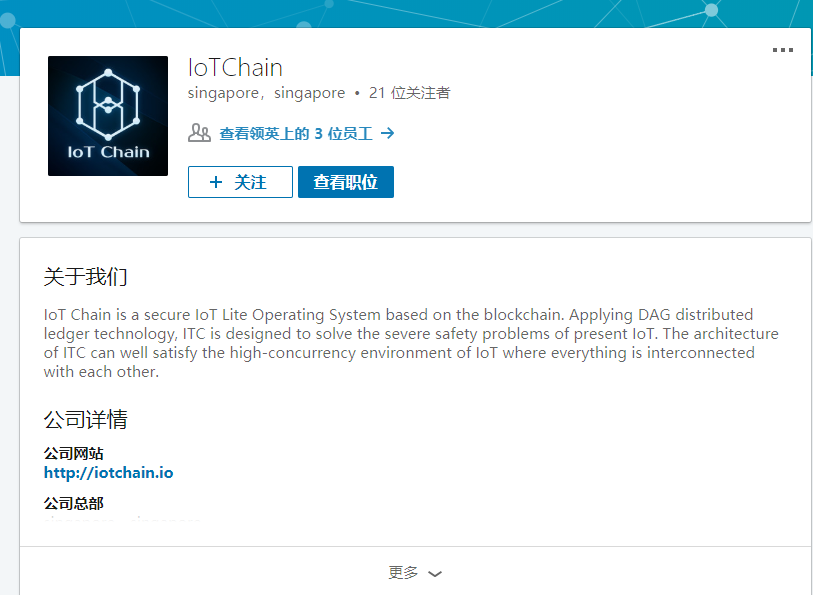 IoT Chain
IoTChain
singapore，singapore • 21 位关注者
查看领英上的 3 位员工 →
+ 关注
查看职位
关于我们
IoT Chain is a secure IoT Lite Operating System based on the blockchain. Applying DAG distributed
ledger technology, ITC is designed to solve the severe safety problems of present IoT. The architecture
of ITC can well satisfy the high-concurrency environment of IoT where everything is interconnected
with each other.
公司详情
公司网站
http://iotchain.io
公司总部
更多